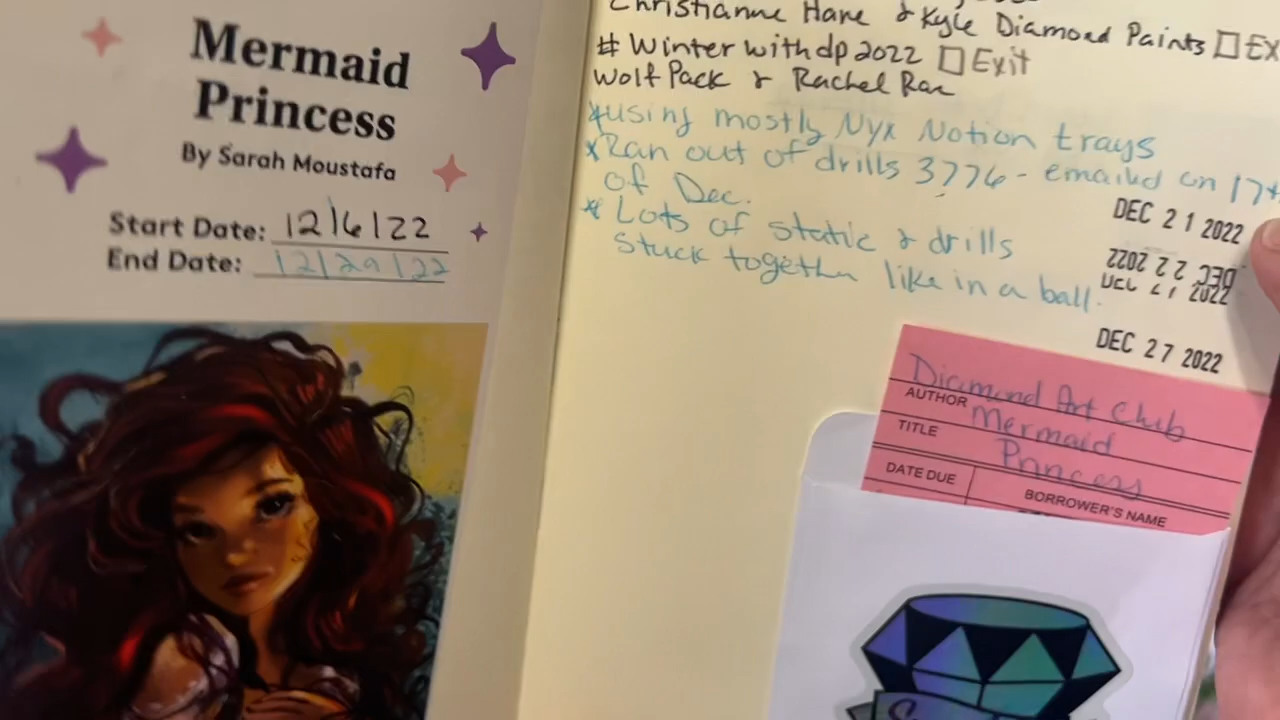 Mermaid
Princess
By Sarah Moustafa
Start Date: 12/6/22
End Date: 12/29/22
Christianne Hane & Kyle Diamond Paints □ Ex
# Winter with dp 2022 □ Exit
Wolf Pack & Rachel Rae
*using mostly Nyx Notion trays
*Ran out of drills 3776 - emailed on 17th
of Dec.
* Lots of static & drills
stuck together like in a ball.
DEC 21 2022
DEC 22 2022
2022
DEC 27 2022
Diamond Art Club
AUTHOR
Mermaid
TITLE
Princess
DATE DUE
BORROWER'S NAME